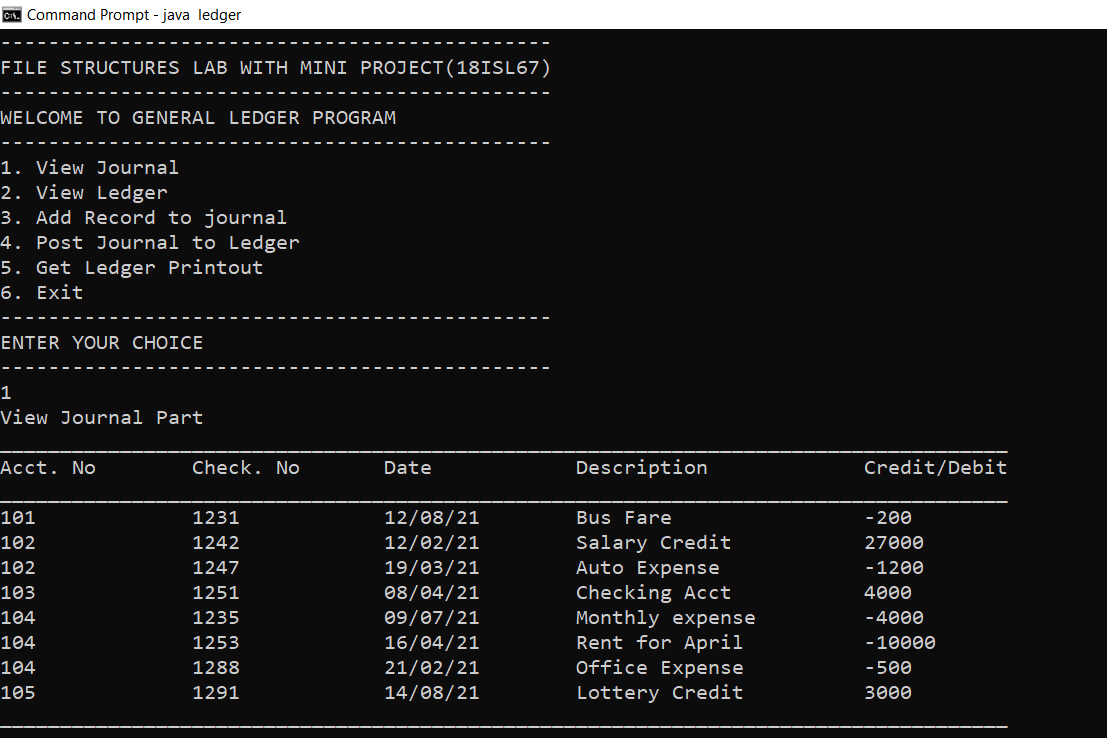 Command Prompt - java  ledger
----------------------------------------------
FILE STRUCTURES LAB WITH MINI PROJECT(18ISL67)
----------------------------------------------
WELCOME TO GENERAL LEDGER PROGRAM
----------------------------------------------
1. View Journal
2. View Ledger
3. Add Record to journal
4. Post Journal to Ledger
5. Get Ledger Printout
6. Exit
----------------------------------------------
ENTER YOUR CHOICE
----------------------------------------------
1
View Journal Part
____________________________________________________________________________________
Acct. No        Check. No       Date            Description             Credit/Debit
____________________________________________________________________________________
101             1231            12/08/21        Bus Fare                -200
102             1242            12/02/21        Salary Credit           27000
102             1247            19/03/21        Auto Expense            -1200
103             1251            08/04/21        Checking Acct           4000
104             1235            09/07/21        Monthly expense         -4000
104             1253            16/04/21        Rent for April          -10000
104             1288            21/02/21        Office Expense          -500
105             1291            14/08/21        Lottery Credit          3000
____________________________________________________________________________________